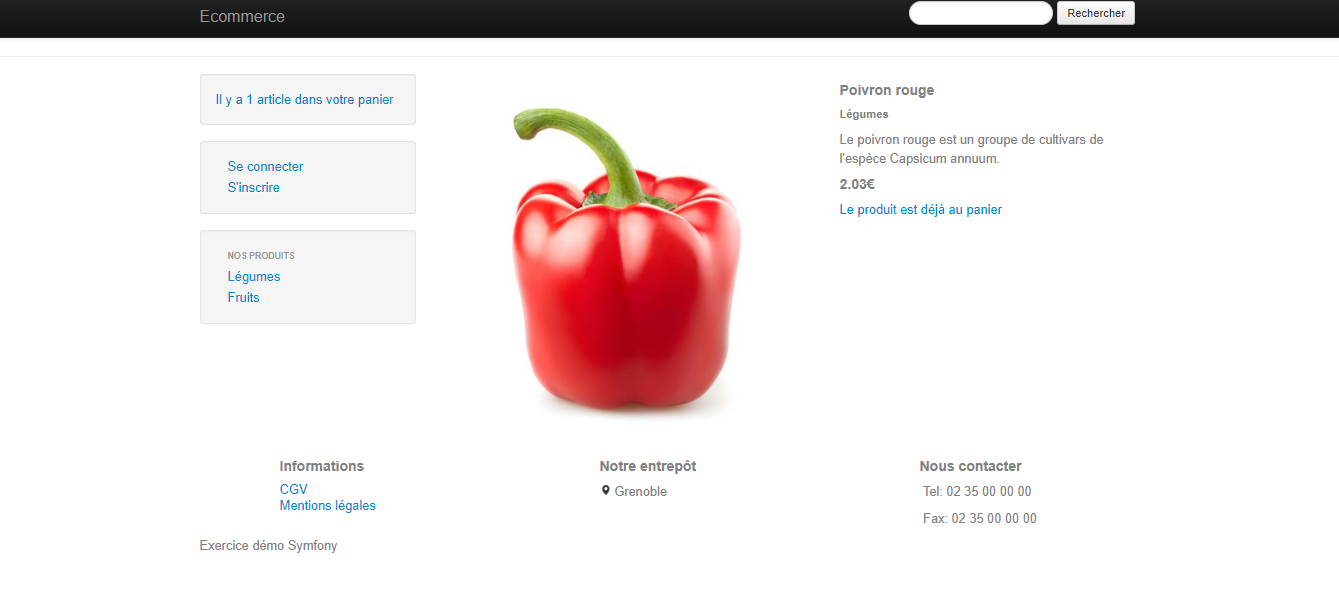 Ecommerce
Rechercher
Il y a 1 article dans votre panier
Se connecter
S'inscrire
NOS PRODUITS
Légumes
Fruits
Poivron rouge
Légumes
Le poivron rouge est un groupe de cultivars de
l'espèce Capsicum annuum.
2.03€
Le produit est déjà au panier
Informations
CGV
Mentions légales
Notre entrepôt
Grenoble
Nous contacter
Tel: 02 35 00 00 00
Fax: 02 35 00 00 00
Exercice démo Symfony